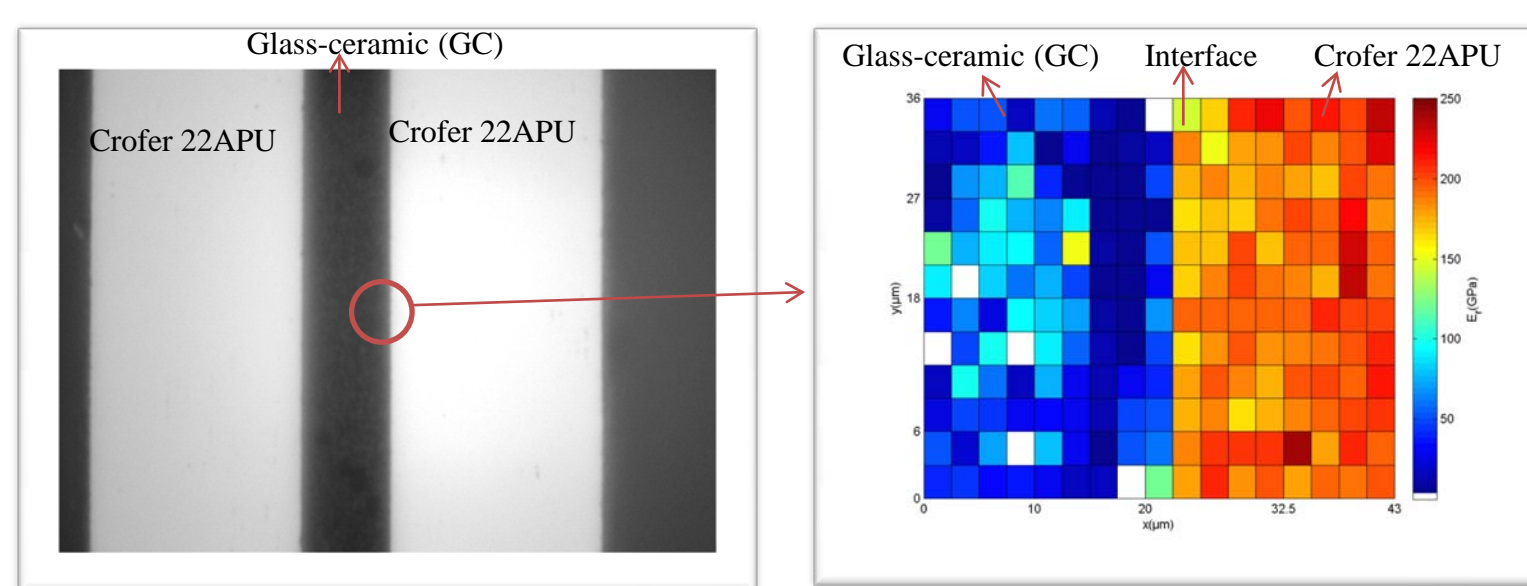 Glass-ceramic (GC)
Crofer 22APU
Crofer 22APU
Glass-ceramic (GC)
Interface
Crofer 22APU
36
27
18
6
0
y(μm)
0
10
20
32.5
43
x(μm)
250
200
150
100
50
E_r(GPa)